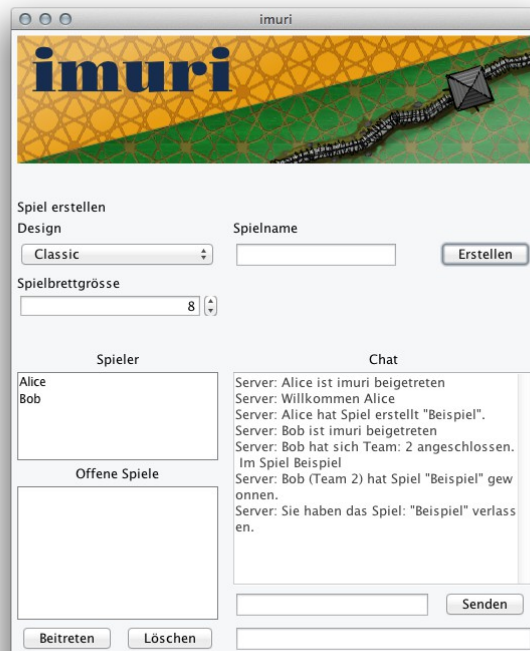 imuri
imuri
Spiel erstellen
Design
Spielname
Classic
Erstellen
Spielbrettgrösse
8
Spieler
Alice
Bob
Offene Spiele
Chat
Server: Alice ist imuri beigetreten
Server: Willkommen Alice
Server: Alice hat Spiel erstellt "Beispiel".
Server: Bob ist imuri beigetreten
Server: Bob hat sich Team: 2 angeschlossen.
Im Spiel Beispiel
Server: Bob (Team 2) hat Spiel "Beispiel" gew
onnen.
Server: Sie haben das Spiel: "Beispiel" verlass
en.
Senden
Beitreten
Löschen